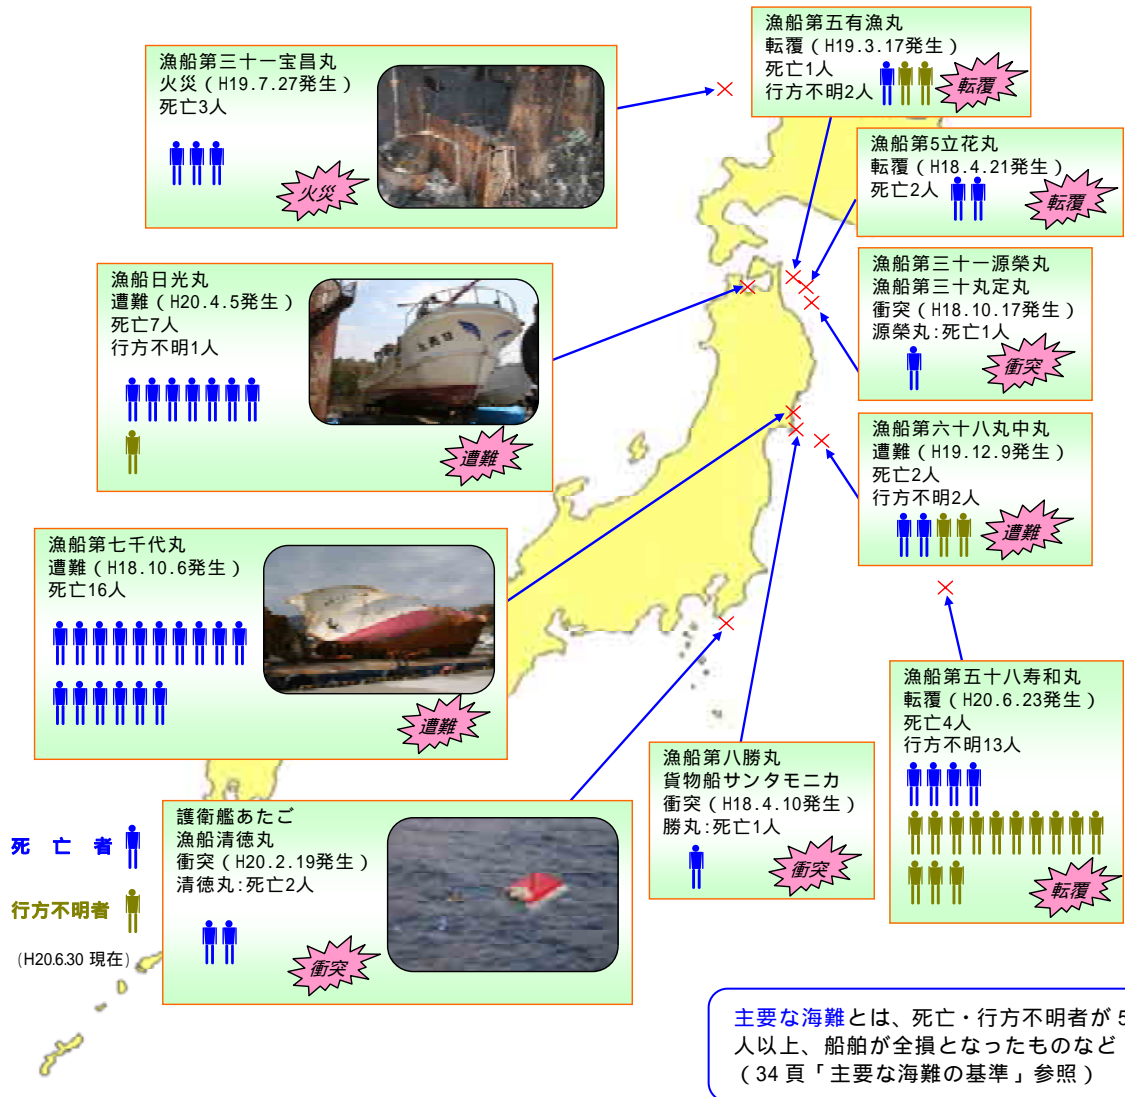 漁船第五有漁丸
転覆（H19.3.17発生）
死亡1人
行方不明2人
転覆
漁船第三十一宝昌丸
火災（H19.7.27発生）
死亡3人
火災
漁船第5立花丸
転覆（H18.4.21発生）
死亡2人
転覆
漁船第三十一源榮丸
漁船第三十丸定丸
衝突（H18.10.17発生）
源榮丸:死亡1人
衝突
漁船日光丸
遭難（H20.4.5発生）
死亡7人
行方不明1人
遭難
漁船第六十八丸中丸
遭難（H19.12.9発生）
死亡2人
行方不明2人
遭難
漁船第七千代丸
遭難（H18.10.6発生）
死亡16人
遭難
漁船第五十八寿和丸
転覆（H20.6.23発生）
死亡4人
行方不明13人
転覆
漁船第八勝丸
貨物船サンタモニカ
衝突（H18.4.10発生）
勝丸:死亡1人
衝突
護衛艦あたご
漁船清徳丸
衝突（H20.2.19発生）
清徳丸:死亡2人
衝突
死亡者
行方不明者
(H20.6.30 現在)
主要な海難とは、死亡・行方不明者が5
人以上、船舶が全損となったものなど
（34頁「主要な海難の基準」参照）